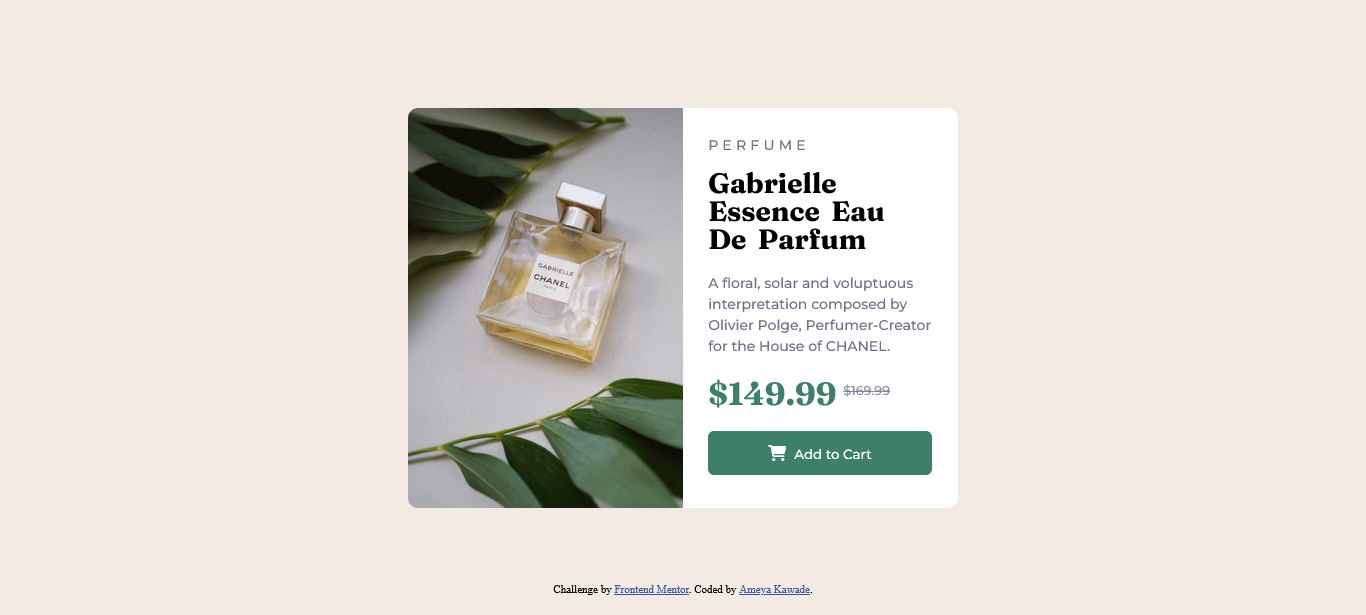 GABRIELLE
CHANEL
PARIS
PERFUME
Gabrielle
Essence Eau
De Parfum
A floral, solar and voluptuous
interpretation composed by
Olivier Polge, Perfumer-Creator
for the House of CHANEL.
$149.99 $169.99
Add to Cart
Challenge by Frontend Mentor. Coded by Ameya Kawade.